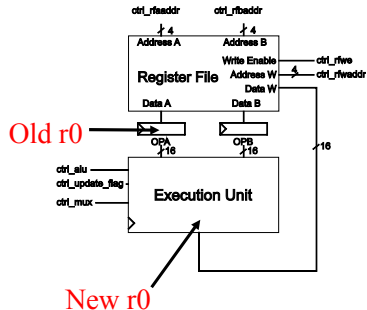 ctrl_rfaaddr ctrl_rfbaddr
4 4
Address A Address B
Write Enable ctrl_rfwe
Register File Address W 4 ctrl_rfwaddr
Data W
Data A Data B
Old r0
OPA OPB
16 16 16
ctrl_alu
ctrl_update_flag Execution Unit
ctrl_mux
New r0